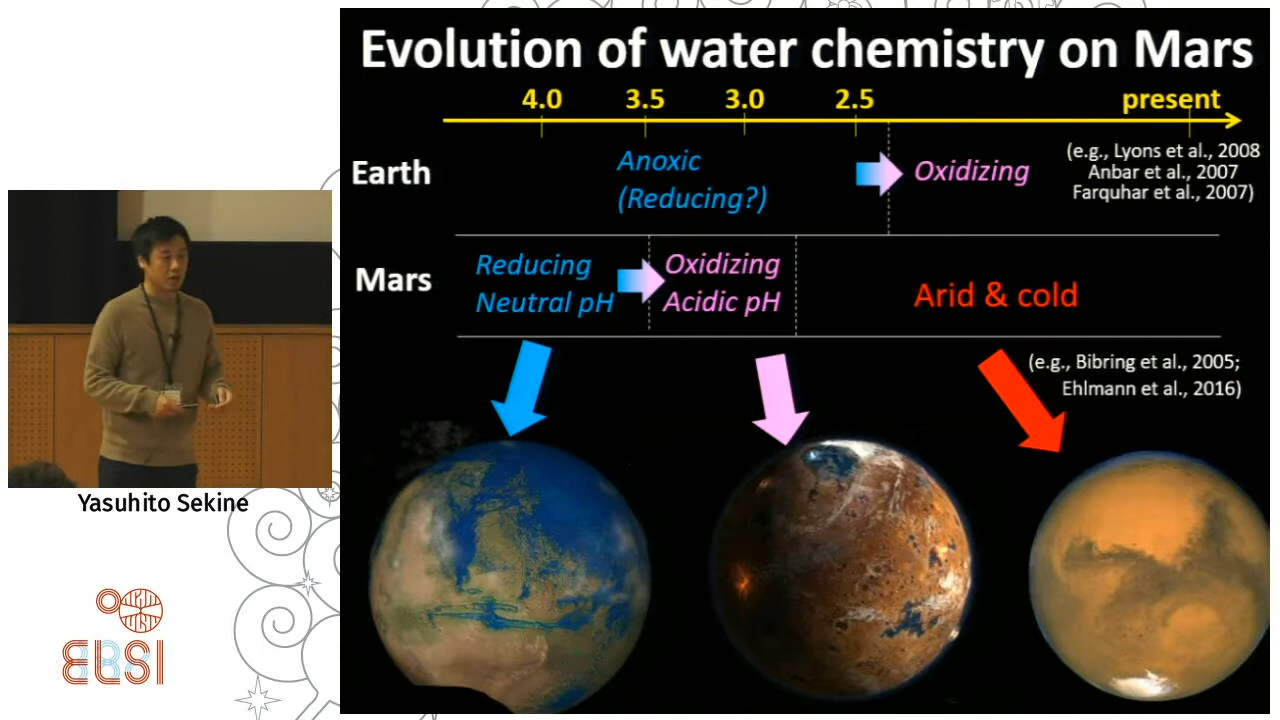 Evolution of water chemistry on Mars
4.0 3.5 3.0 2.5 present
Earth
Anoxic
(Reducing?)
Oxidizing
(e.g., Lyons et al., 2008
Anbar et al., 2007
Farquhar et al., 2007)
Mars
Reducing
Neutral pH
Oxidizing
Acidic pH
Arid & cold
(e.g., Bibring et al., 2005;
Ehlmann et al., 2016)
Yasuhito Sekine
ELSI